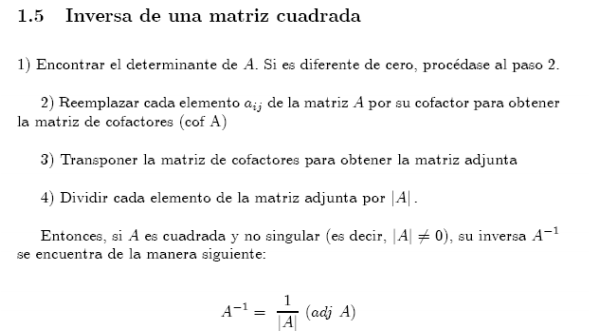 1.5 Inversa de una matriz cuadrada
1) Encontrar el determinante de A. Si es diferente de cero, procédase al paso 2.
2) Reemplazar cada elemento a_{ij} de la matriz A por su cofactor para obtener
la matriz de cofactores (cof A)
3) Transponer la matriz de cofactores para obtener la matriz adjunta
4) Dividir cada elemento de la matriz adjunta por |A|.
Entonces, si A es cuadrada y no singular (es decir, |A| ≠ 0), su inversa A^{-1}
se encuentra de la manera siguiente:
A^{-1} = \frac{1}{|A|} (adj A)